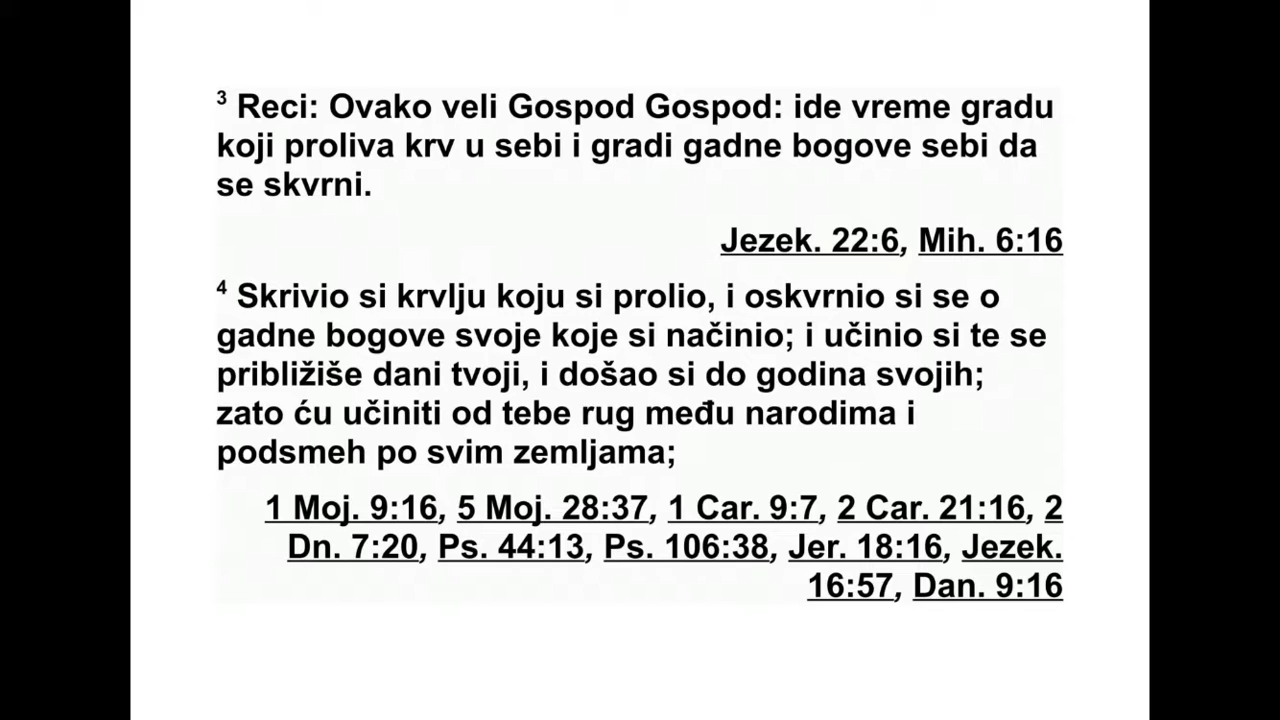 3 Reci: Ovako veli Gospod Gospod: ide vreme gradu
koji proliva krv u sebi i gradi gadne bogove sebi da
se skvrni.
Jezek. 22:6, Mih. 6:16
4 Skrivio si krvlju koju si prolio, i oskvrnio si se o
gadne bogove svoje koje si načinio; i učinio si te se
približiše dani tvoji, i došao si do godina svojih;
zato ću učiniti od tebe rug među narodima i
podsmeh po svim zemljama;
1 Moj. 9:16, 5 Moj. 28:37, 1 Car. 9:7, 2 Car. 21:16, 2
Dn. 7:20, Ps. 44:13, Ps. 106:38, Jer. 18:16, Jezek.
16:57, Dan. 9:16